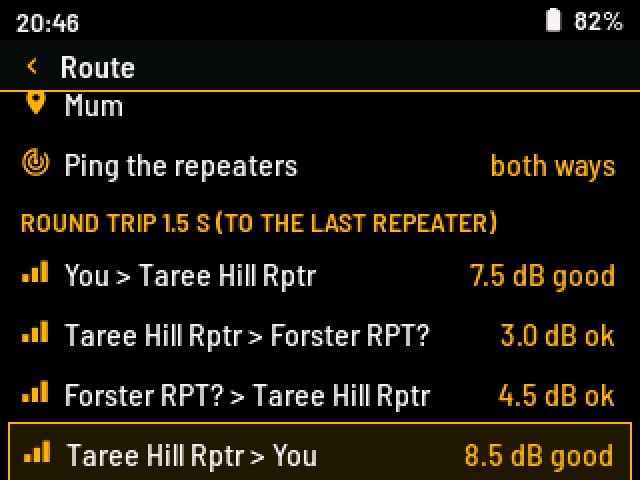 20:46 82%
Route
Mum
Ping the repeaters both ways
ROUND TRIP 1.5 S (TO THE LAST REPEATER)
You > Taree Hill Rptr 7.5 dB good
Taree Hill Rptr > Forster RPT? 3.0 dB ok
Forster RPT? > Taree Hill Rptr 4.5 dB ok
Taree Hill Rptr > You 8.5 dB good